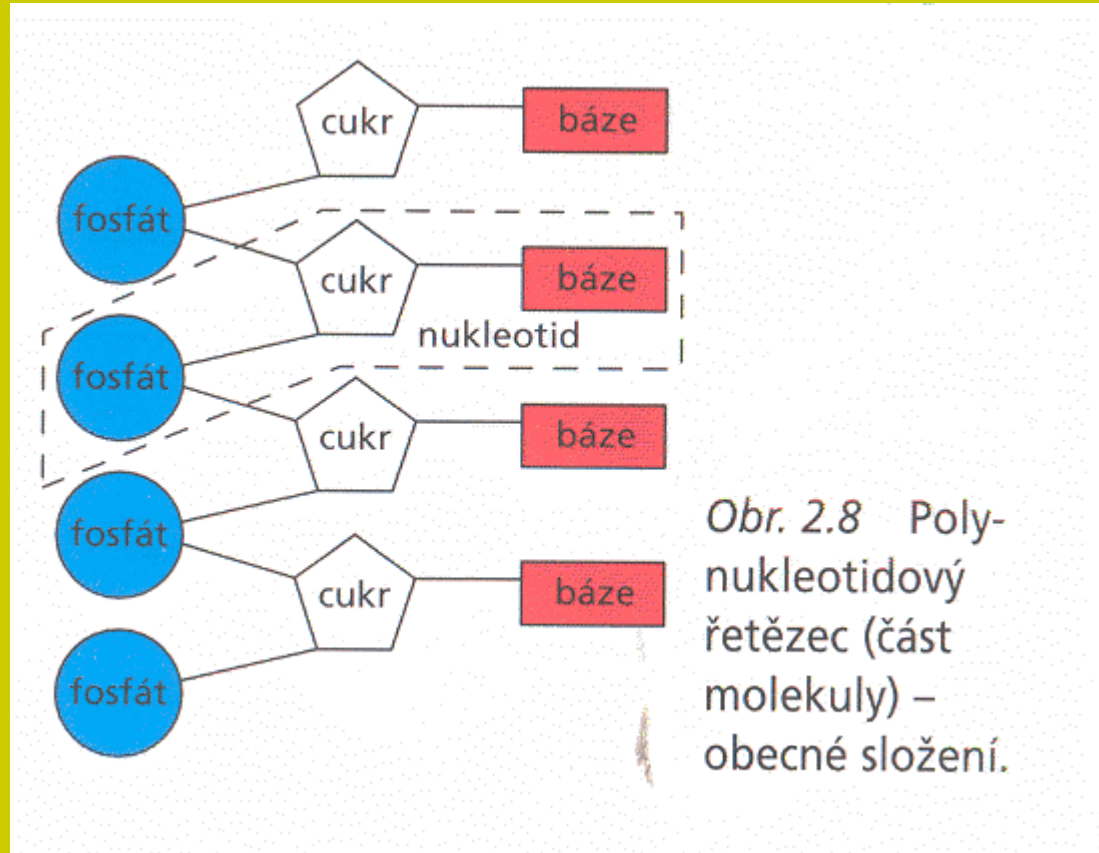 cukr báze
fosfát
cukr báze
nukleotid
fosfát
cukr báze
fosfát
cukr báze
fosfát
Obr. 2.8 Poly-
nukleotidový
řetězec (část
molekuly) –
obecné složení.